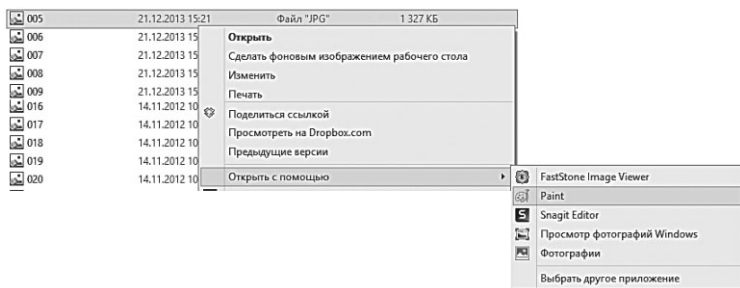 005 21.12.2013 15:21 Файл "JPG" 1 327 КБ
006 21.12.2013 15
007 21.12.2013 15
008 21.12.2013 15
009 21.12.2013 15
016 14.11.2012 10
017 14.11.2012 10
018 14.11.2012 10
019 14.11.2012 10
020 14.11.2012 10
Открыть
Сделать фоновым изображением рабочего стола
Изменить
Печать
Поделиться ссылкой
Просмотреть на Dropbox.com
Предыдущие версии
Открыть с помощью
FastStone Image Viewer
Paint
Snagit Editor
Просмотр фотографий Windows
Фотографии
Выбрать другое приложение